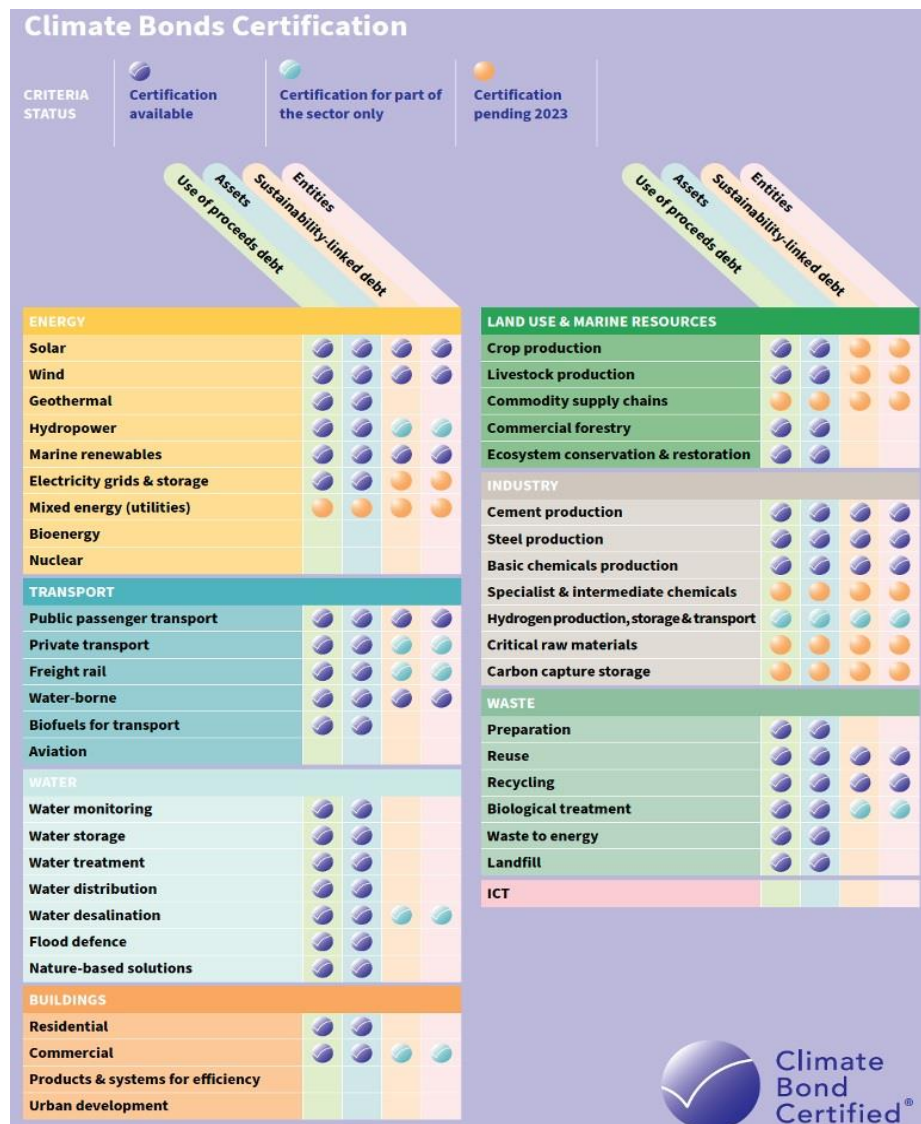 Climate Bonds Certification
CRITERIA
STATUS
Certification
available
Certification for part of
the sector only
Certification
pending 2023
Use of proceeds debt
Assets
Sustainability-linked debt
Entities
ENERGY
Solar
Wind
Geothermal
Hydropower
Marine renewables
Electricity grids & storage
Mixed energy (utilities)
Bioenergy
Nuclear
TRANSPORT
Public passenger transport
Private transport
Freight rail
Water-borne
Biofuels for transport
Aviation
WATER
Water monitoring
Water storage
Water treatment
Water distribution
Water desalination
Flood defence
Nature-based solutions
BUILDINGS
Residential
Commercial
Products & systems for efficiency
Urban development
Use of proceeds debt
Assets
Sustainability-linked debt
Entities
LAND USE & MARINE RESOURCES
Crop production
Livestock production
Commodity supply chains
Commercial forestry
Ecosystem conservation & restoration
INDUSTRY
Cement production
Steel production
Basic chemicals production
Specialist & intermediate chemicals
Hydrogen production, storage & transport
Critical raw materials
Carbon capture storage
WASTE
Preparation
Reuse
Recycling
Biological treatment
Waste to energy
Landfill
ICT
Climate
Bond
Certified®